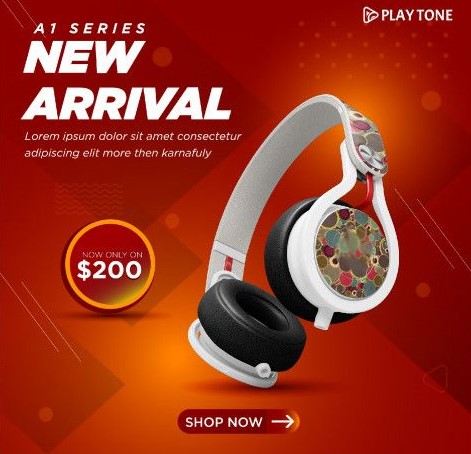 PLAY TONE
A1 SERIES
NEW
ARRIVAL
Lorem ipsum dolor sit amet consectetur
adipiscing elit more then karnafuly
NOW ONLY ON
$200
SHOP NOW